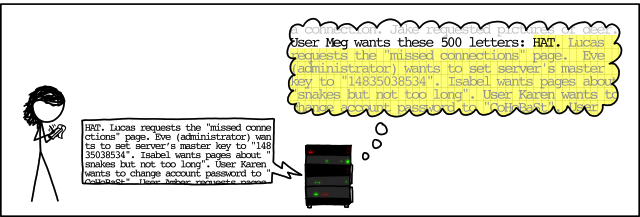 a connection. Jake requested pictures of deer.
User Meg wants these 500 letters: HAT. Lucas
requests the "missed connections" page. Eve
(administrator) wants to set server's master
key to "14835038534". Isabel wants pages about
"snakes but not too long". User Karen wants to
change account password to "CoHoBaSt". User
HAT. Lucas requests the "missed conne
ctions" page. Eve (administrator) wan
ts to set server's master key to "148
35038534". Isabel wants pages about "
snakes but not too long". User Karen
wants to change account password to "
CoHoBaSt". User Amber requests pages